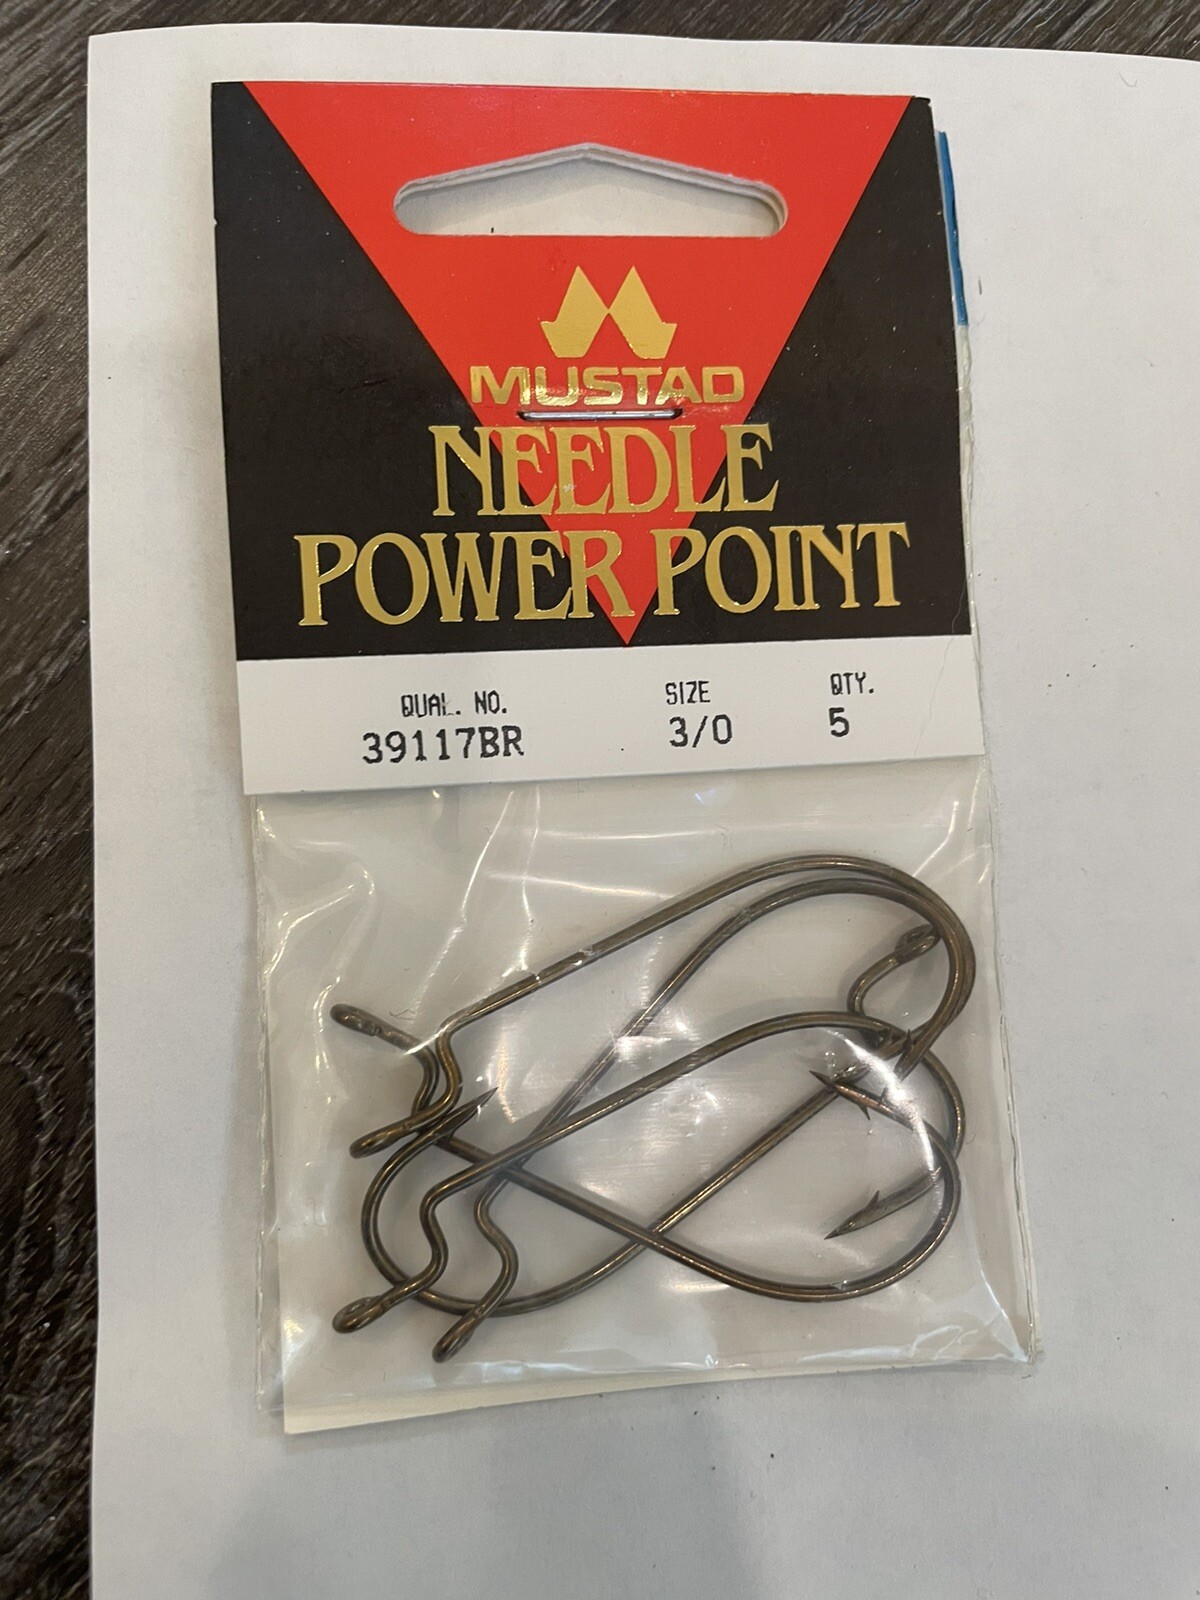 MUSTAD
NEEDLE
POWER POINT
QUAL. NO. SIZE QTY.
39117BR 3/0 5